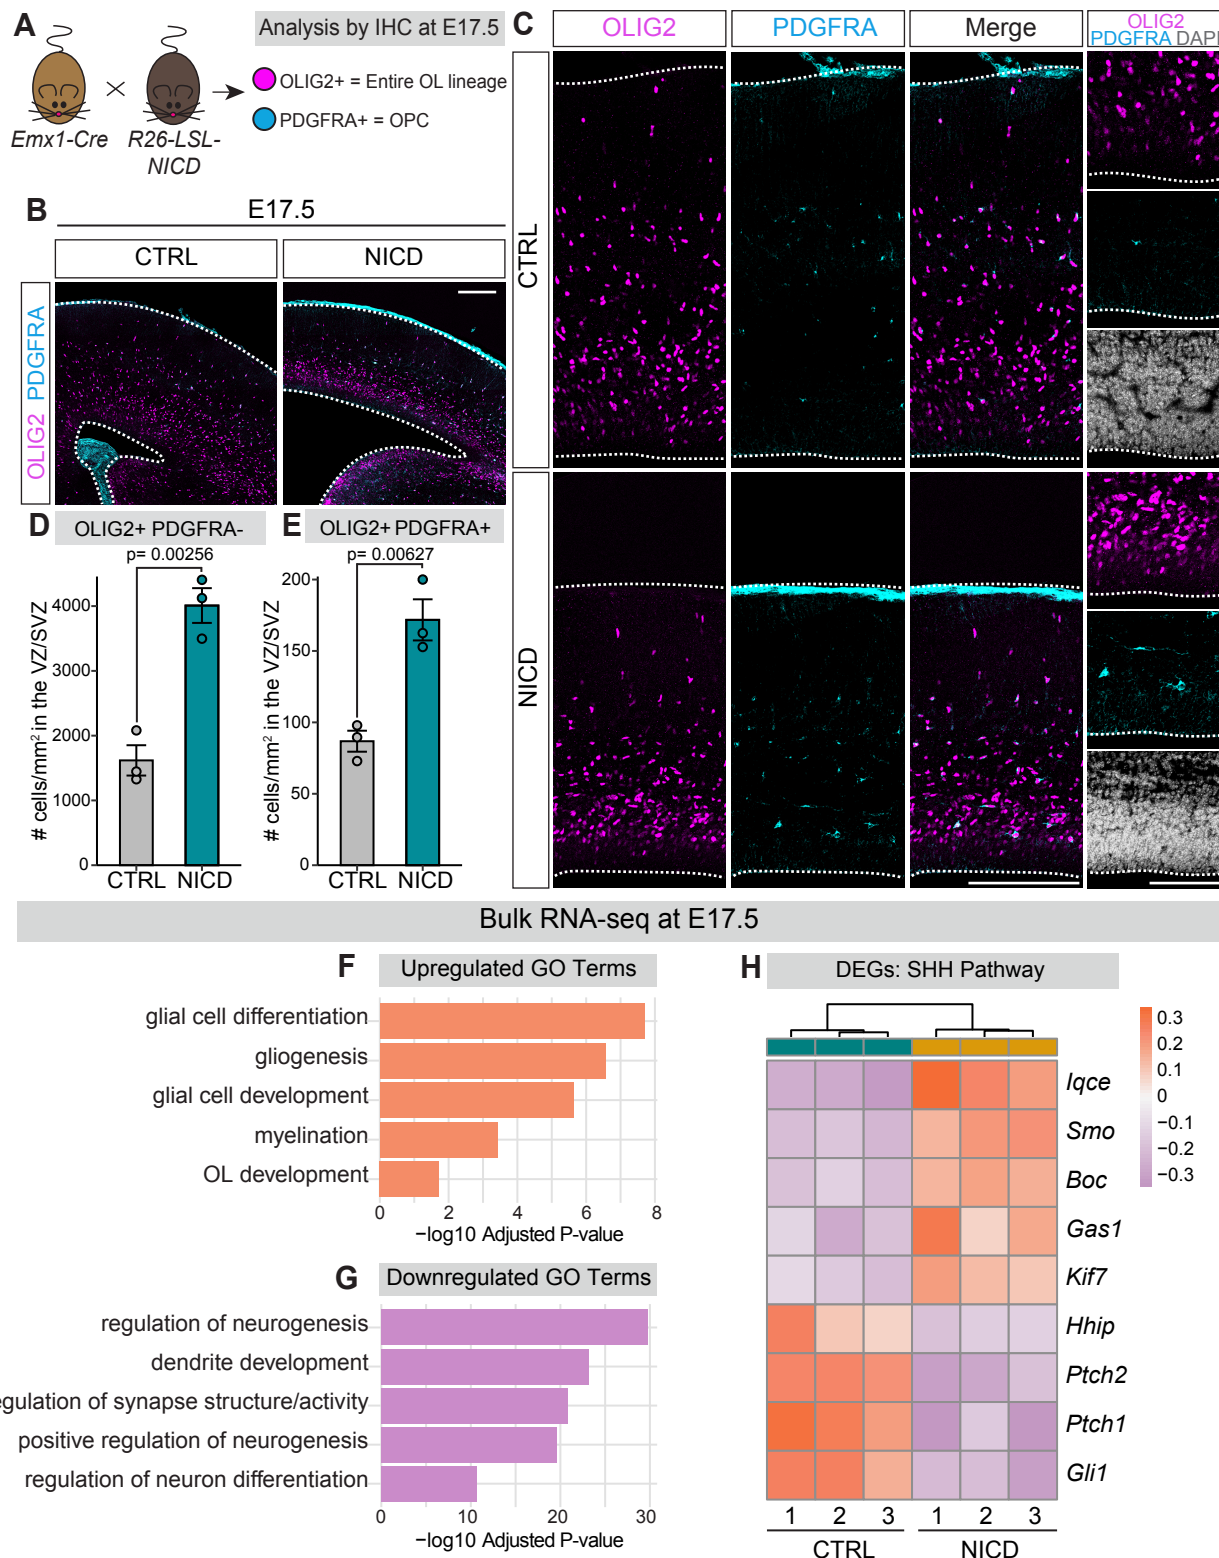 A
Analysis by IHC at E17.5
Emx1-Cre
R26-LSL-
NICD
OLIG2+ = Entire OL lineage
PDGFRA+ = OPC
B
E17.5
CTRL
NICD
OLIG2 PDGFRA
C
OLIG2
PDGFRA
Merge
OLIG2
PDGFRA DAPI
CTRL
NICD
D
OLIG2+ PDGFRA-
p= 0.00256
# cells/mm² in the VZ/SVZ
4000
3000
2000
1000
0
CTRL NICD
E
OLIG2+ PDGFRA+
p= 0.00627
# cells/mm² in the VZ/SVZ
200
150
100
50
0
CTRL NICD
Bulk RNA-seq at E17.5
F
Upregulated GO Terms
glial cell differentiation
gliogenesis
glial cell development
myelination
OL development
0 2 4 6 8
−log10 Adjusted P-value
G
Downregulated GO Terms
regulation of neurogenesis
dendrite development
egulation of synapse structure/activity
positive regulation of neurogenesis
regulation of neuron differentiation
0 10 20 30
−log10 Adjusted P-value
H
DEGs: SHH Pathway
0.3
0.2
0.1
0
−0.1
−0.2
−0.3
Iqce
Smo
Boc
Gas1
Kif7
Hhip
Ptch2
Ptch1
Gli1
1 2 3 1 2 3
CTRL NICD